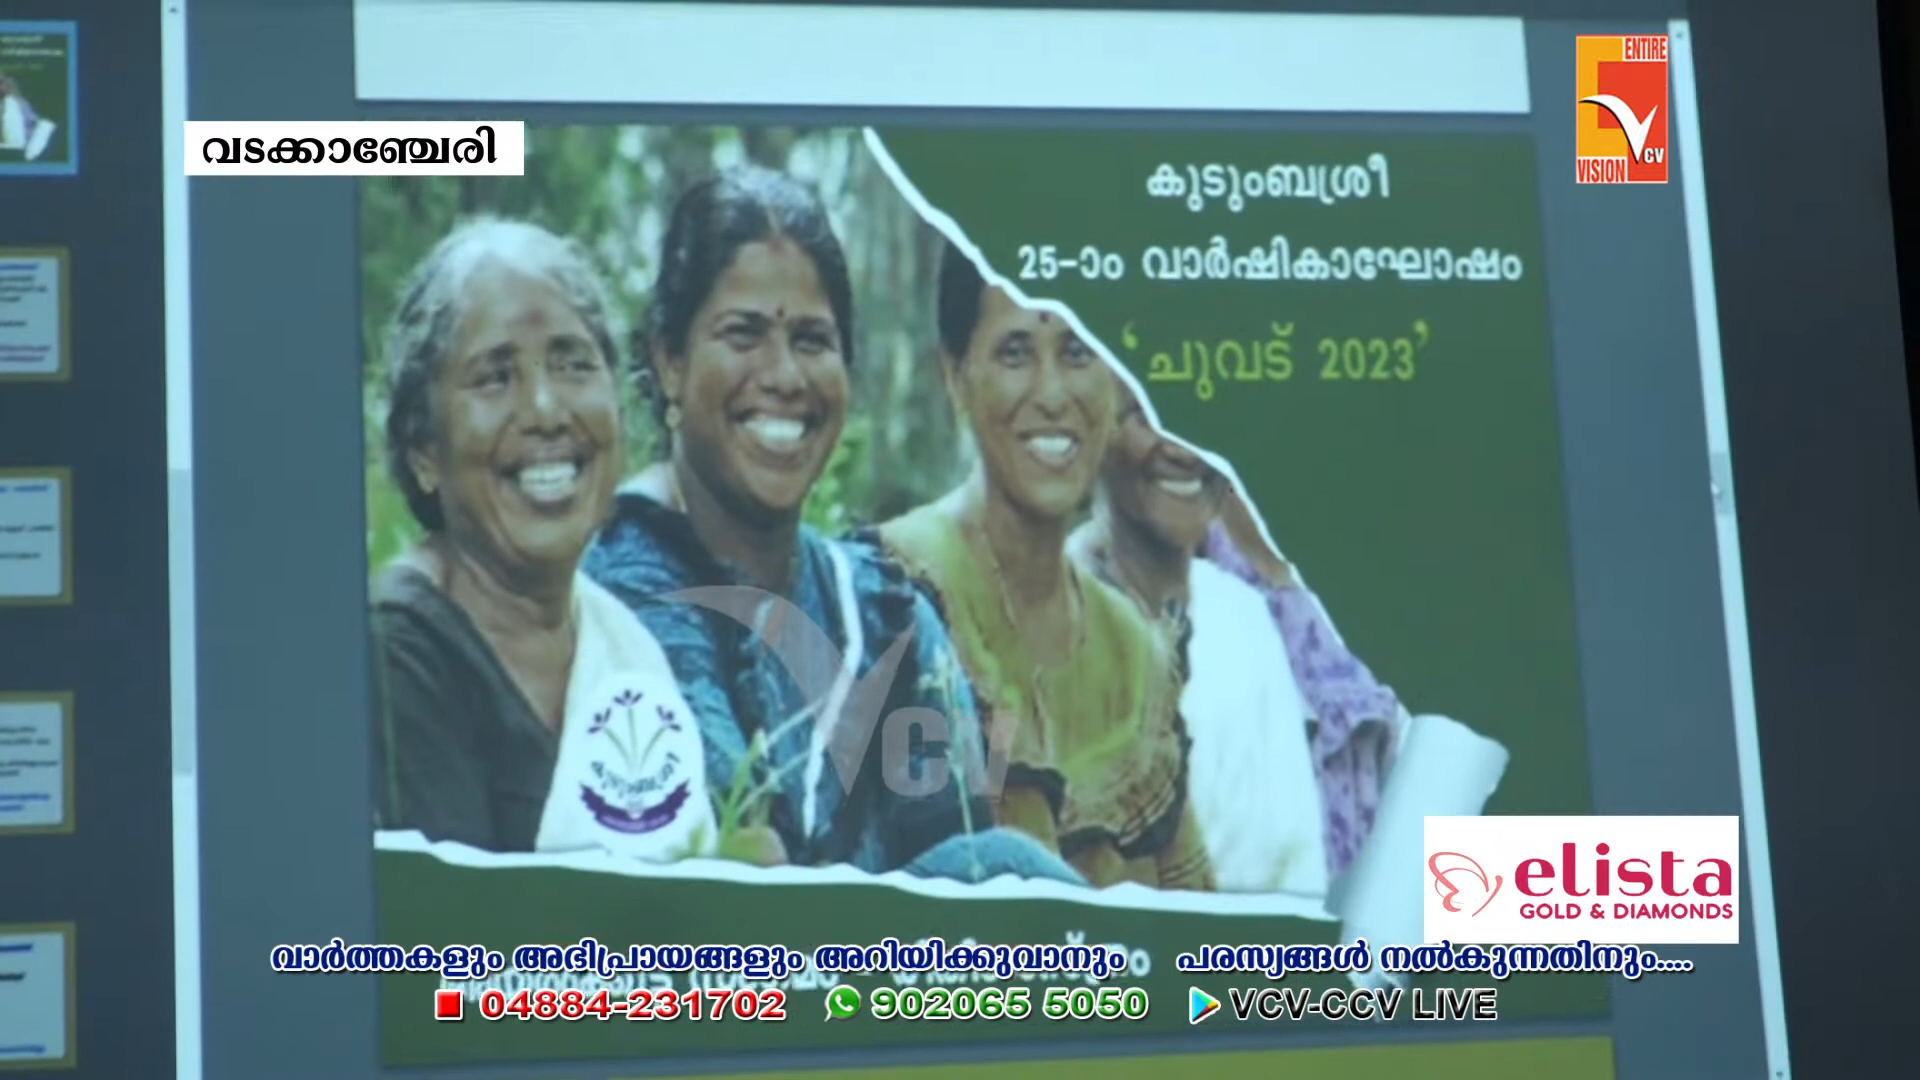 ENTIRE
VCV
VISION
വടക്കാഞ്ചേരി
കുടുംബശ്രീ
25-ാം വാർഷികാഘോഷം
‘ചുവട് 2023’
CV
കുടുംബശ്രീ
elista
GOLD & DIAMONDS
വാർത്തകളും അഭിപ്രായങ്ങളും അറിയിക്കുവാനും പരസ്യങ്ങൾ നൽകുന്നതിനും....
04884-231702 902065 5050 VCV-CCV LIVE